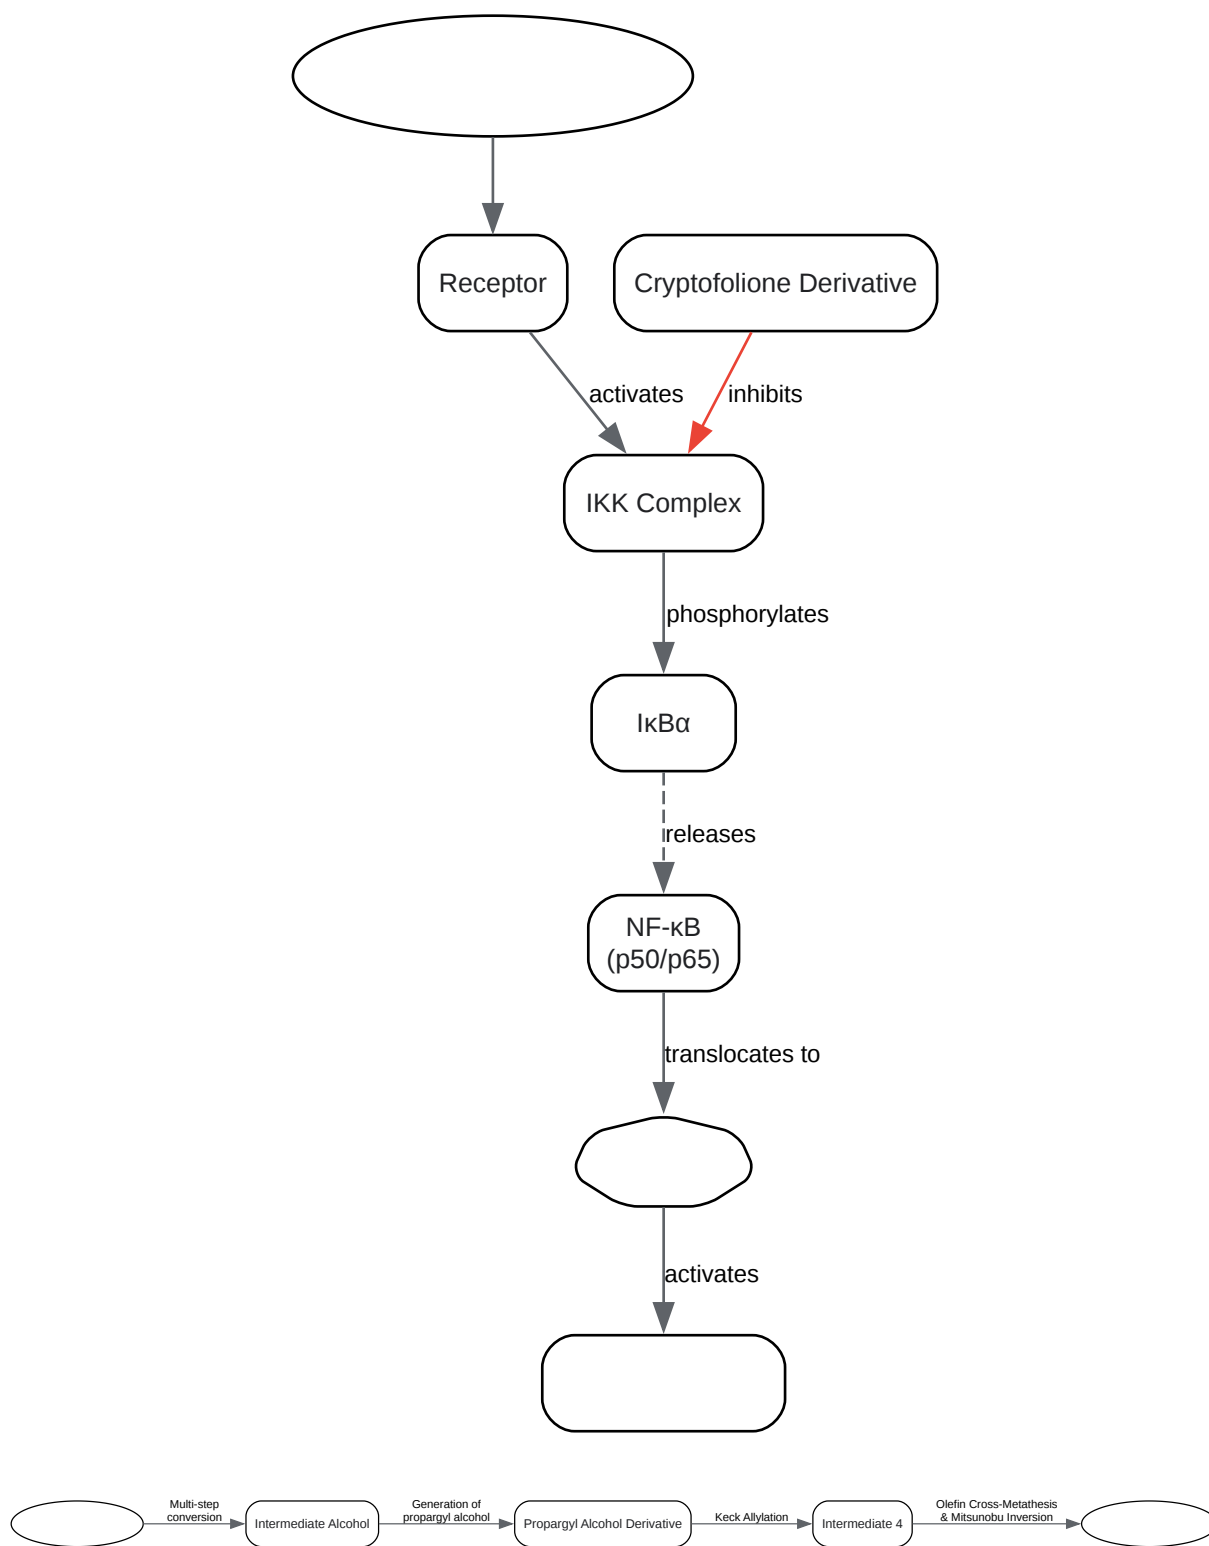 Receptor
Cryptofolione Derivative
activates
inhibits
IKK Complex
phosphorylates
IκBα
releases
NF-κB
(p50/p65)
translocates to
activates
Multi-step
conversion
Intermediate Alcohol
Generation of
propargyl alcohol
Propargyl Alcohol Derivative
Keck Allylation
Intermediate 4
Olefin Cross-Metathesis
& Mitsunobu Inversion